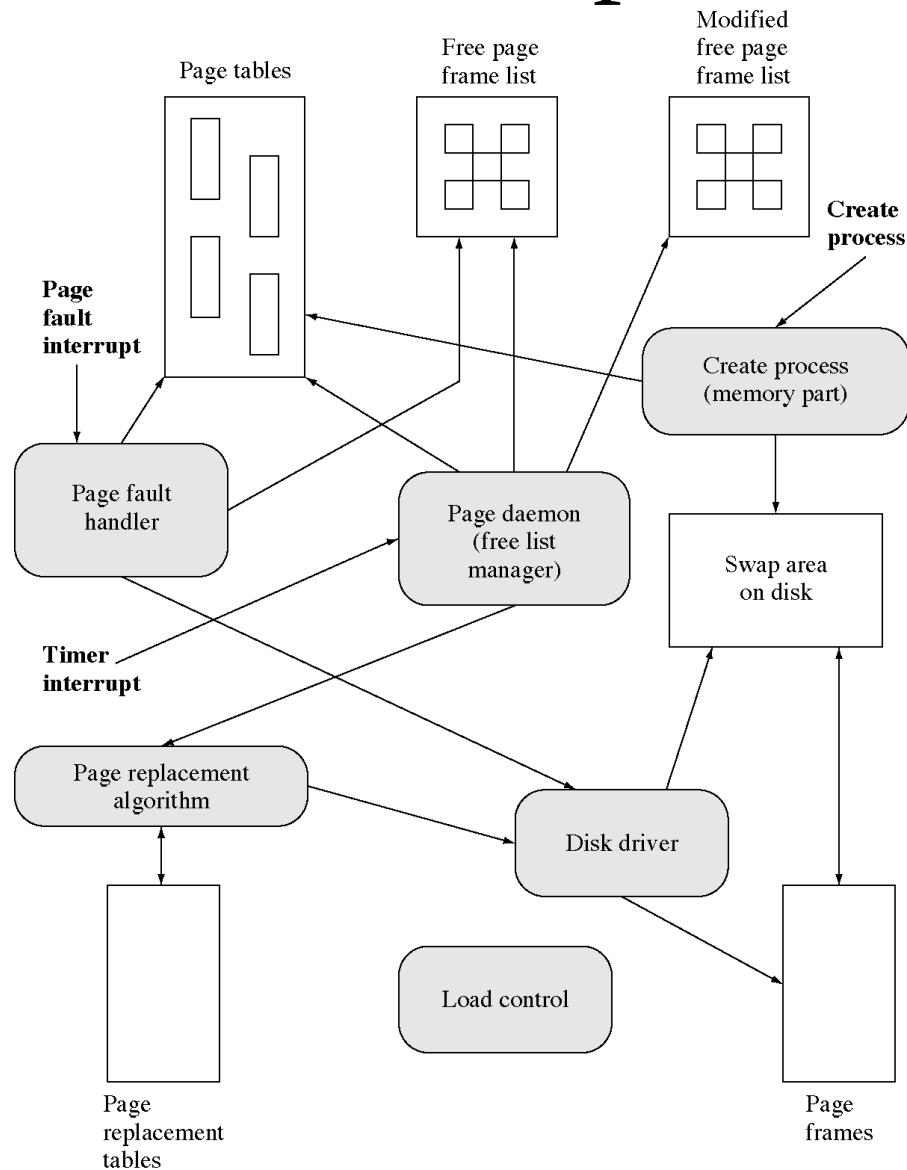 Modified
free page
frame list
Free page
frame list
Page tables
Create
process
Page
fault
interrupt
Create process
(memory part)
Page fault
handler
Page daemon
(free list
manager)
Swap area
on disk
Timer
interrupt
Page replacement
algorithm
Disk driver
Load control
Page
replacement
tables
Page
frames